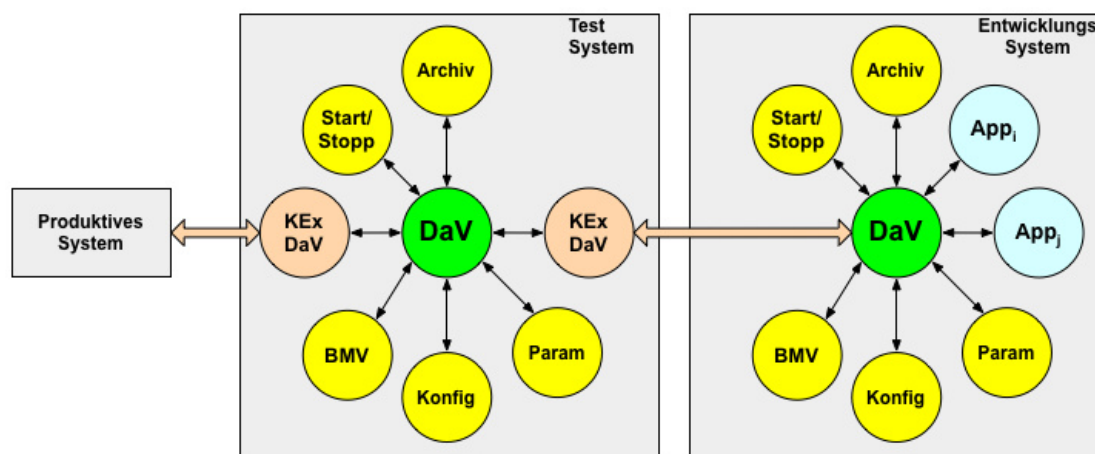 Test
System
Archiv
Start/
Stopp
KEx
DaV
DaV
KEx
DaV
BMV
Konfig
Param
Produktives
System
Entwicklungs
System
Archiv
Start/
Stopp
Appi
DaV
Appj
BMV
Konfig
Param